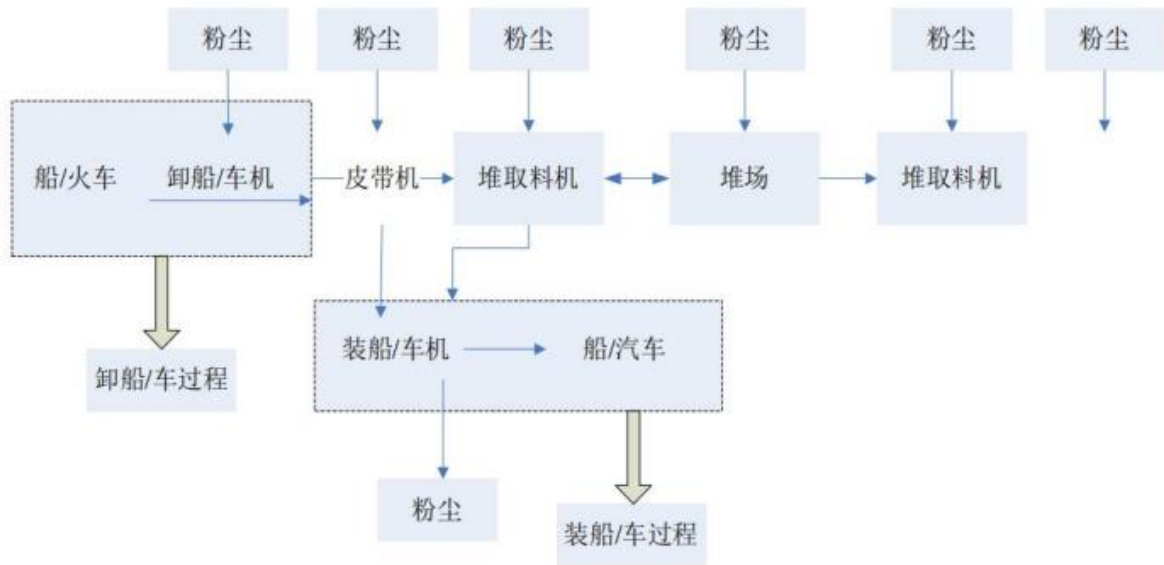 粉尘
粉尘
粉尘
粉尘
粉尘
粉尘
船/火车
卸船/车机
皮带机
堆取料机
堆场
堆取料机
装船/车机
船/汽车
卸船/车过程
粉尘
装船/车过程